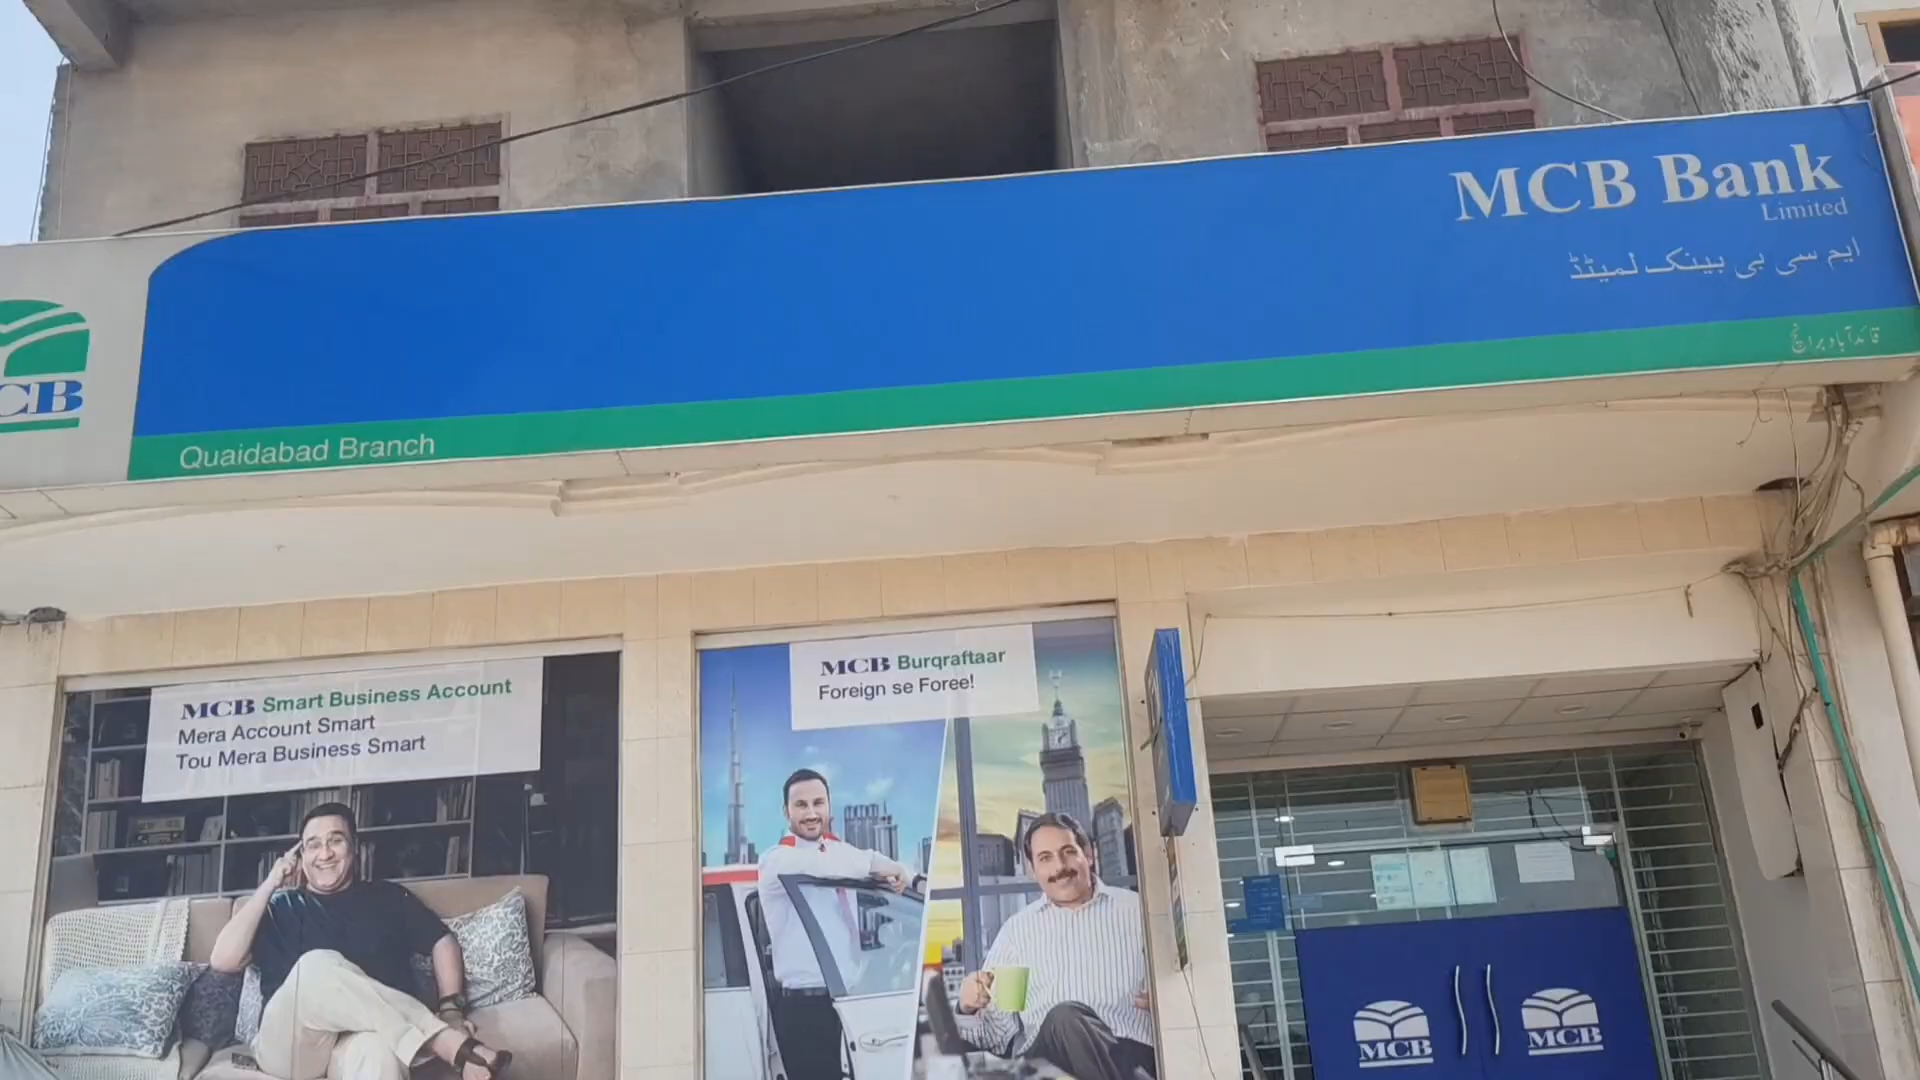 MCB Bank
Limited
ایم سی بی بینک لمیٹڈ
قائدآباد برانچ
CB
Quaidabad Branch
MCB Smart Business Account
Mera Account Smart
Tou Mera Business Smart
MCB Burqraftaar
Foreign se Foree!
MCB
MCB